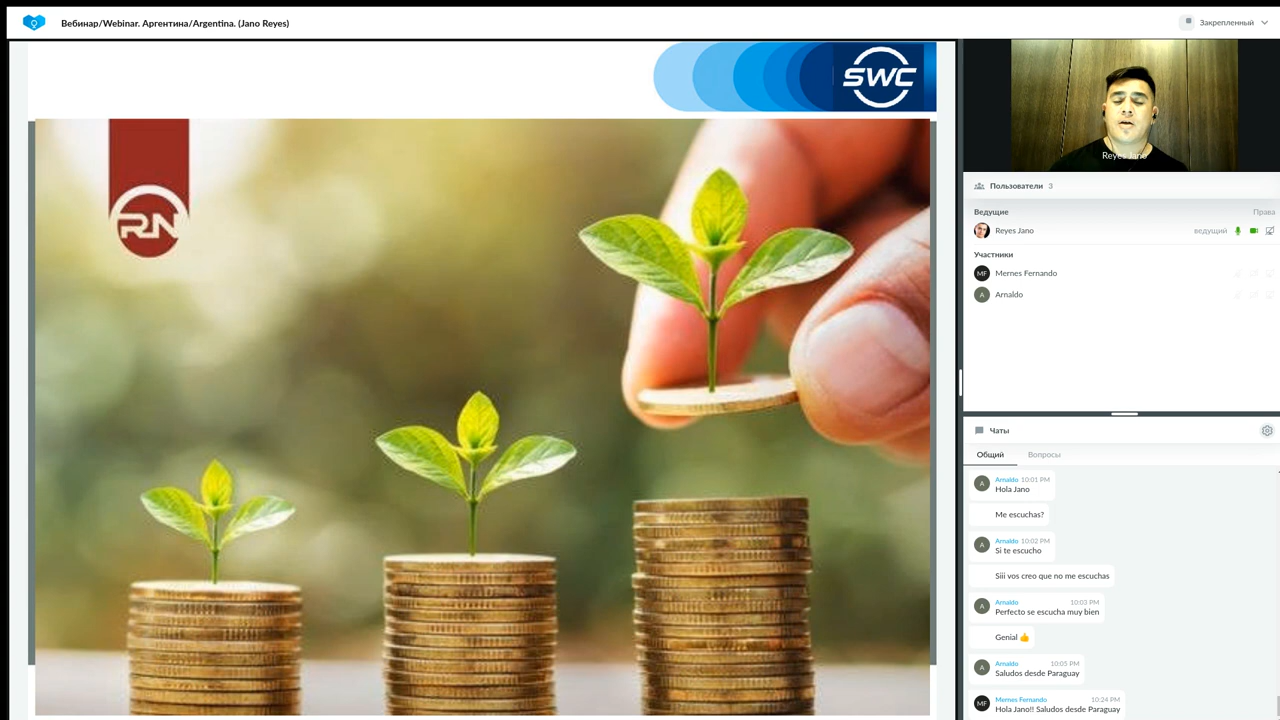 Вебинар/Webinar. Аргентина/Argentina. (Jano Reyes)
Закрепленный
SWC
RN
Reyes Jano
Пользователи 3
Ведущие Права
Reyes Jano ведущий
Участники
MF Mernes Fernando
A Arnaldo
Чаты
Общий Вопросы
Arnaldo 10:01 PM
A Hola Jano
Me escuchas?
Arnaldo 10:02 PM
A Si te escucho
Siii vos creo que no me escuchas
Arnaldo 10:03 PM
A Perfecto se escucha muy bien
Genial 👍
Arnaldo 10:05 PM
A Saludos desde Paraguay
Mernes Fernando 10:24 PM
MF Hola Jano!! Saludos desde Paraguay